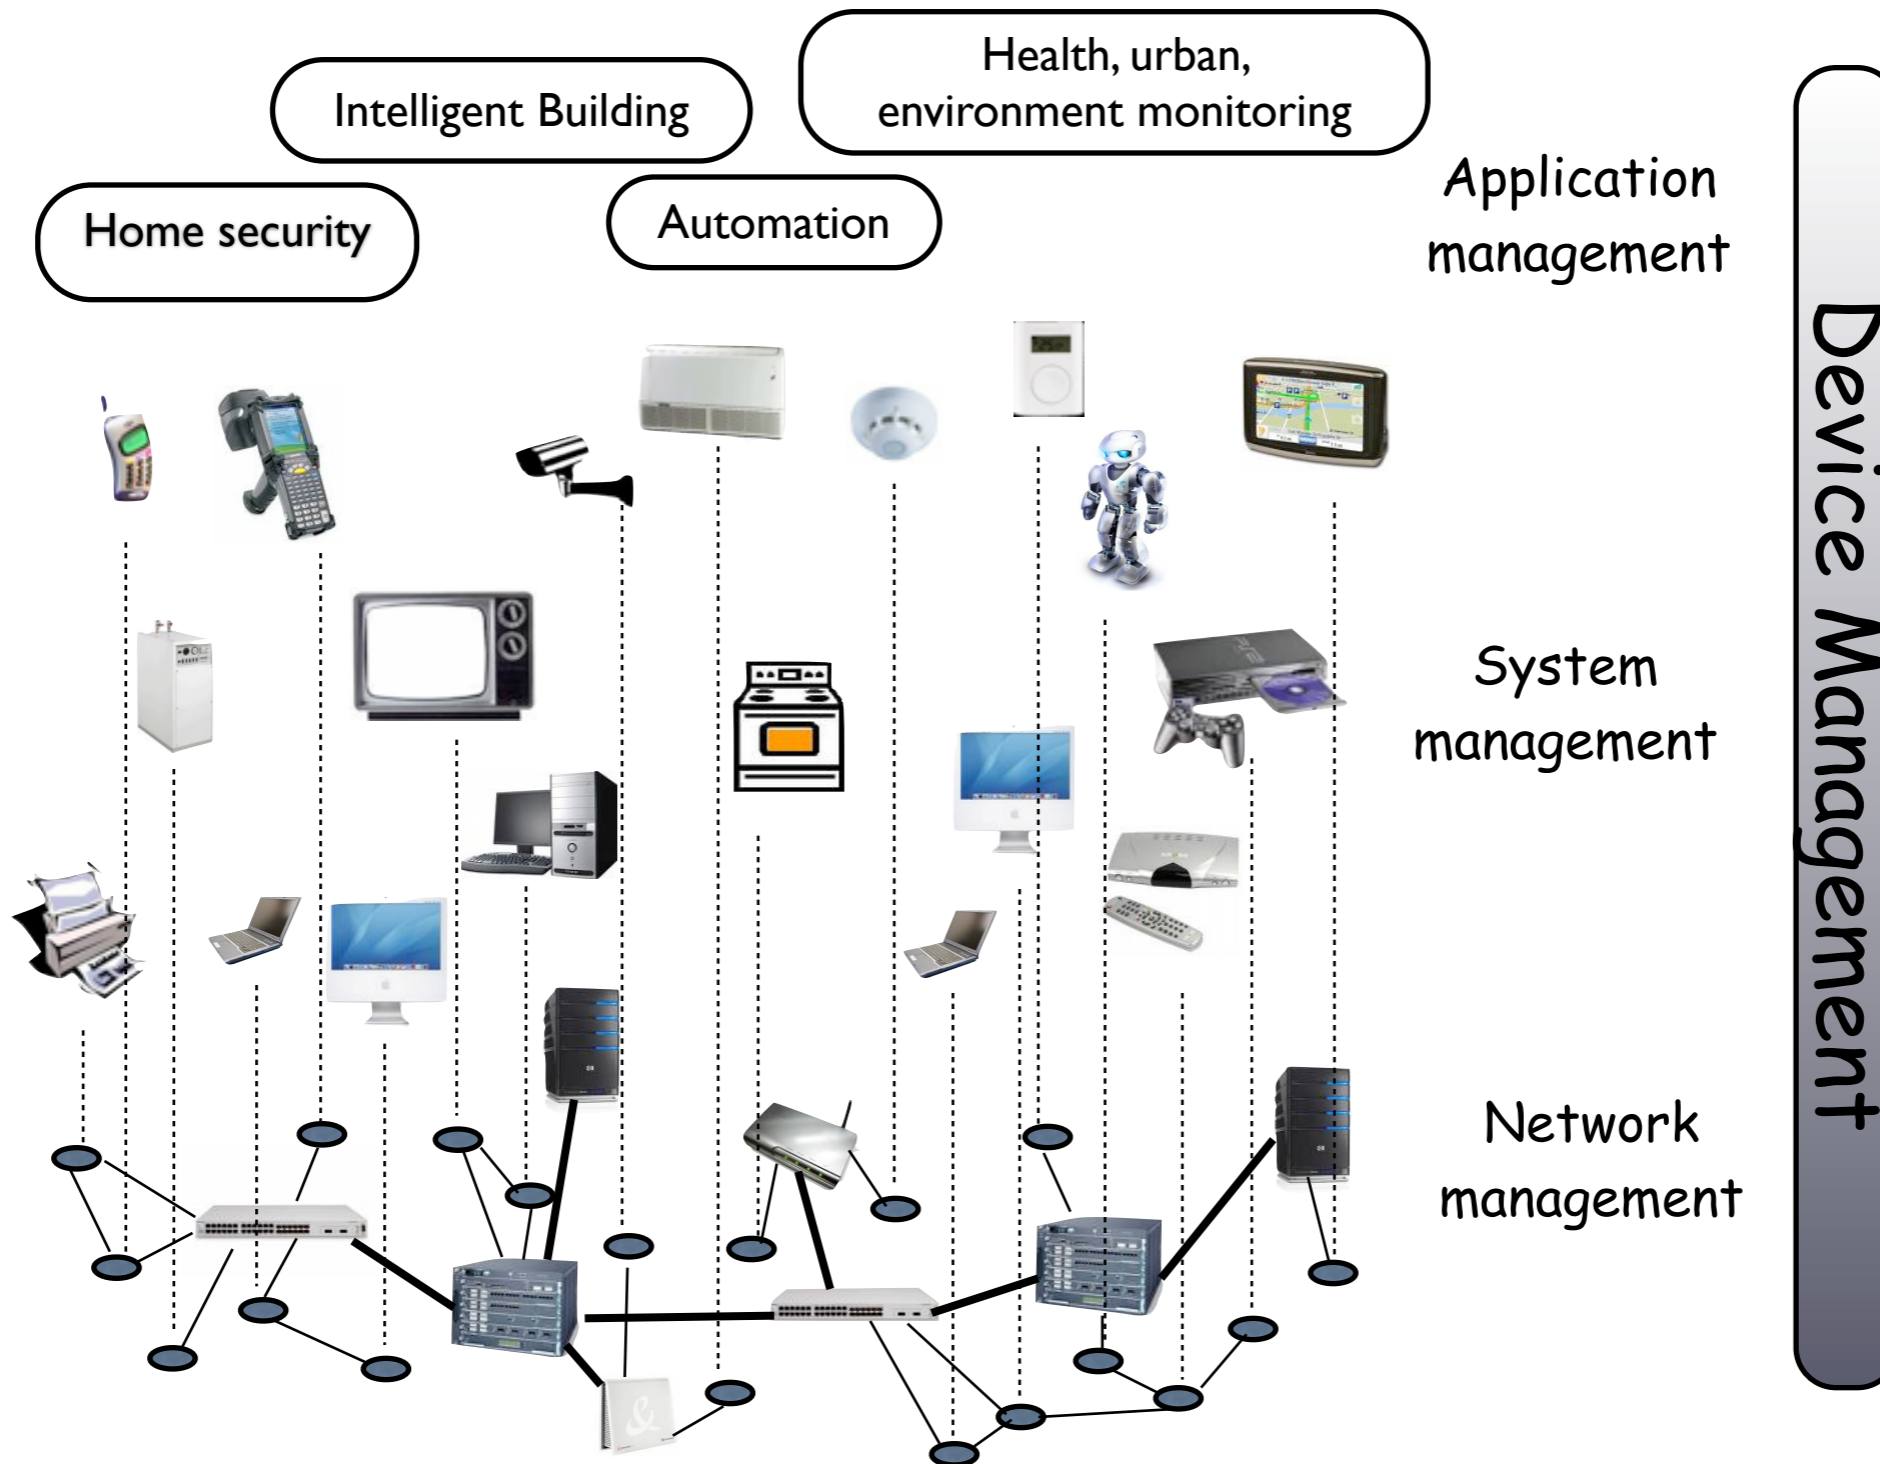 Health, urban,
environment monitoring
Intelligent Building
Automation
Home security
Application
management
System
management
Network
management
Device Management